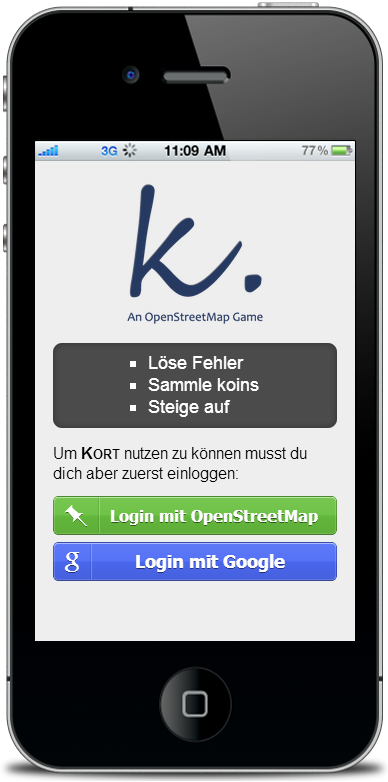 3G 11:09 AM 77%
k.
An OpenStreetMap Game
Löse Fehler
Sammle koins
Steige auf
Um KORT nutzen zu können musst du
dich aber zuerst einloggen:
Login mit OpenStreetMap
g Login mit Google